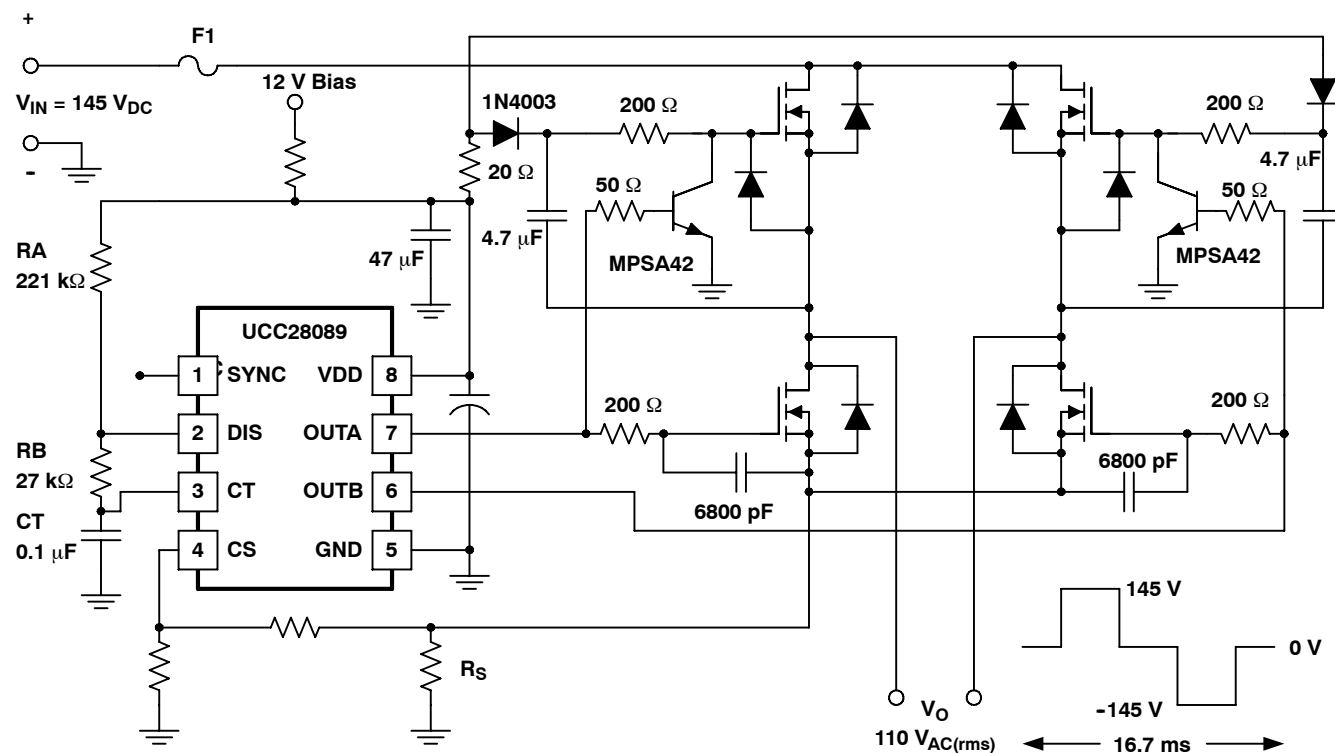 +
F1
12 V Bias
VIN = 145 VDC
-
1N4003
200 Ω
200 Ω
20 Ω
4.7 μF
50 Ω
50 Ω
RA
221 kΩ
47 μF
4.7 μF
MPSA42
MPSA42
UCC28089
1 SYNC VDD 8
2 DIS OUTA 7
3 CT OUTB 6
4 CS GND 5
200 Ω
200 Ω
RB
27 kΩ
6800 pF
6800 pF
CT
0.1 μF
RS
145 V
0 V
-145 V
16.7 ms
VO
110 VAC(rms)